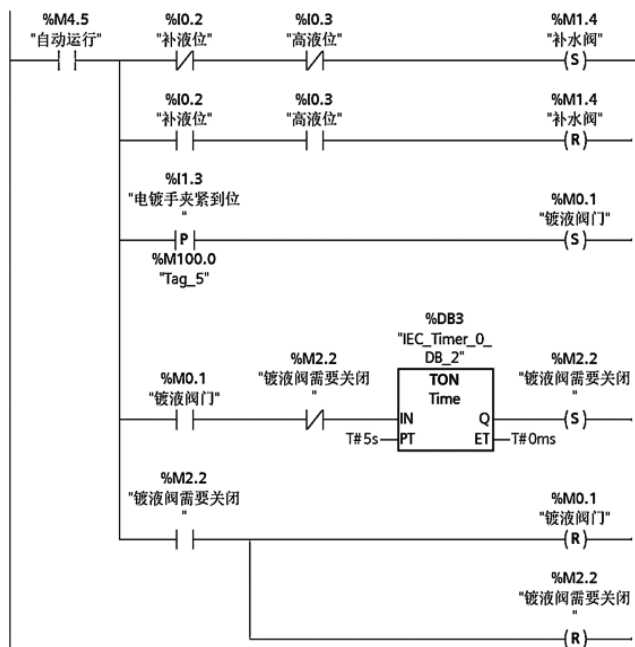 %M4.5 %I0.2 %I0.3 %M1.4
"自动运行" "补液位" "高液位" "补水阀"
S
%I0.2 %I0.3 %M1.4
"补液位" "高液位" "补水阀"
R
%I1.3
"电镀手夹紧到位
"
%M0.1
"镀液阀门"
P
S
%M100.0
"Tag_5"
%DB3
"IEC_Timer_0_
DB_2"
%M0.1
"镀液阀门"
%M2.2
"镀液阀需要关闭
"
TON
Time
IN Q
T#5s PT ET T#0ms
%M2.2
"镀液阀需要关闭
"
S
%M2.2
"镀液阀需要关闭
"
%M0.1
"镀液阀门"
R
%M2.2
"镀液阀需要关闭
"
R